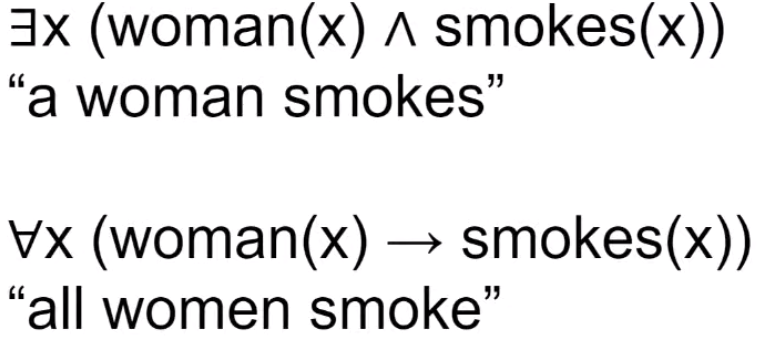 ∃x (woman(x) ∧ smokes(x))
“a woman smokes”
∀x (woman(x) → smokes(x))
“all women smoke”